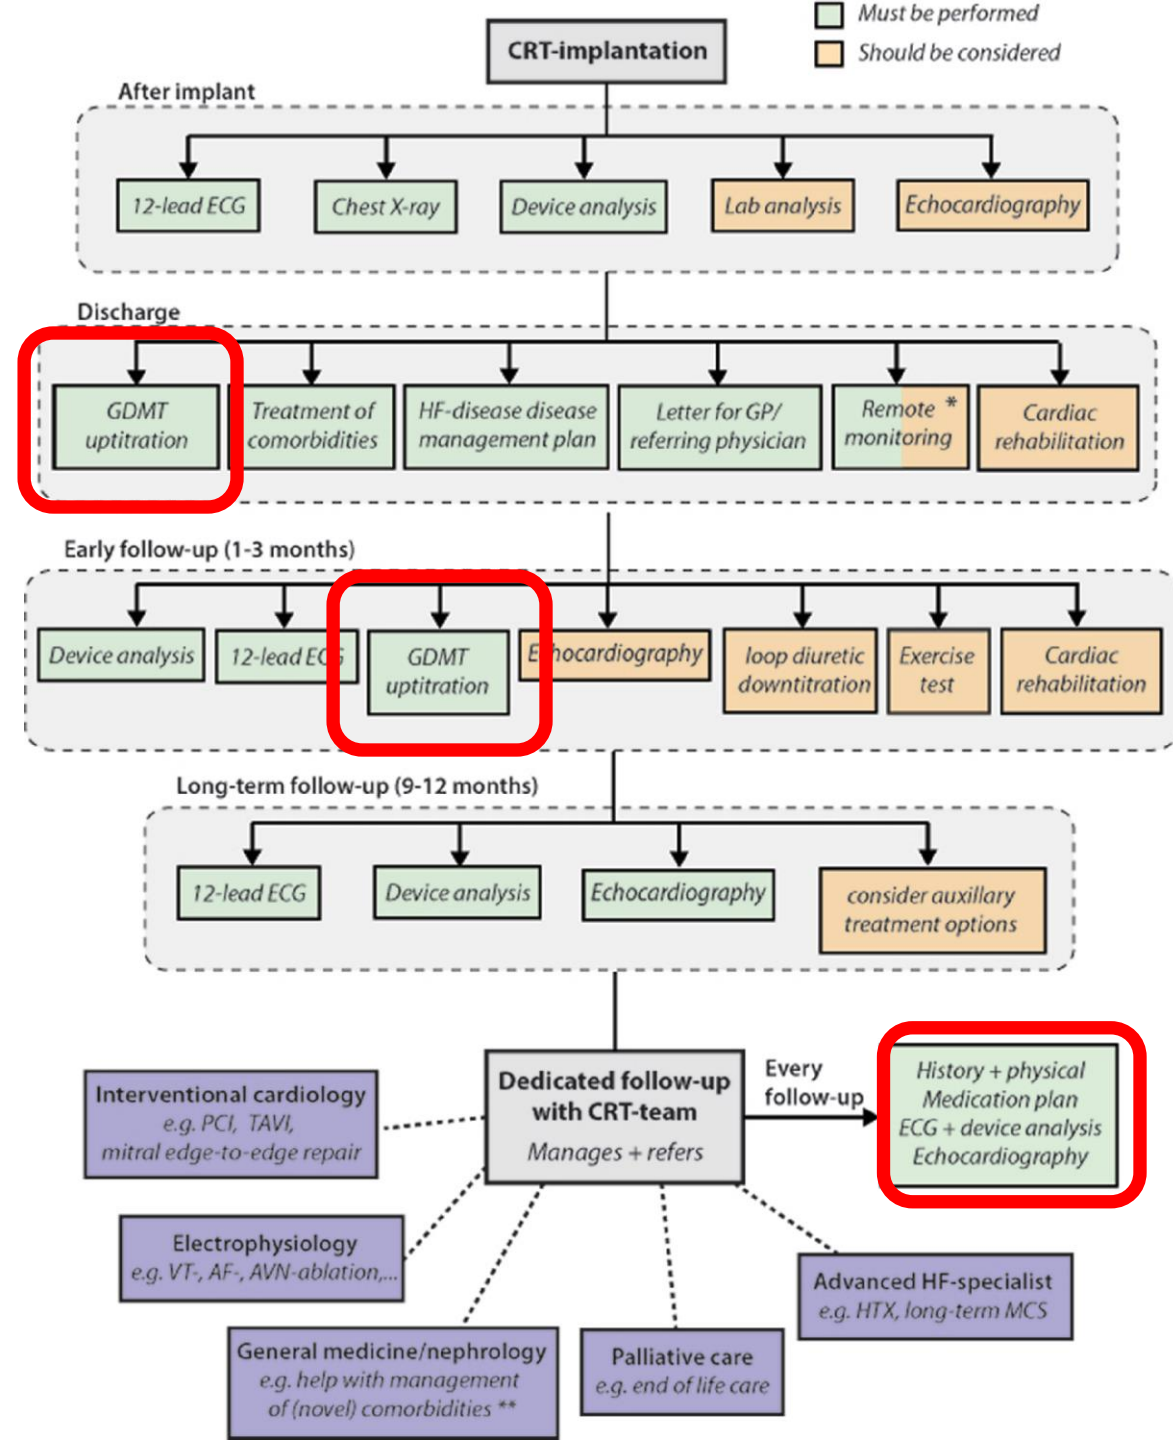 Must be performed
Should be considered
CRT-implantation
After implant
12-lead ECG
Chest X-ray
Device analysis
Lab analysis
Echocardiography
Discharge
GDMT
uptitration
Treatment of
comorbidities
HF-disease disease
management plan
Letter for GP/
referring physician
Remote *
monitoring
Cardiac
rehabilitation
Early follow-up (1-3 months)
Device analysis
12-lead ECG
GDMT
uptitration
Echocardiography
loop diuretic
downtitration
Exercise
test
Cardiac
rehabilitation
Long-term follow-up (9-12 months)
12-lead ECG
Device analysis
Echocardiography
consider auxillary
treatment options
Dedicated follow-up
with CRT-team
Manages + refers
Every
follow-up
History + physical
Medication plan
ECG + device analysis
Echocardiography
Interventional cardiology
e.g. PCI, TAVI,
mitral edge-to-edge repair
Electrophysiology
e.g. VT-, AF-, AVN-ablation,...
General medicine/nephrology
e.g. help with management
of (novel) comorbidities **
Palliative care
e.g. end of life care
Advanced HF-specialist
e.g. HTX, long-term MCS